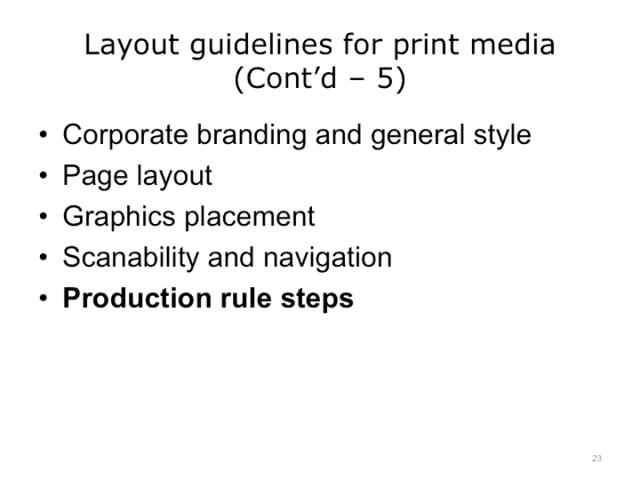 Layout guidelines for print media
(Cont’d – 5)
• Corporate branding and general style
• Page layout
• Graphics placement
• Scanability and navigation
• Production rule steps
23